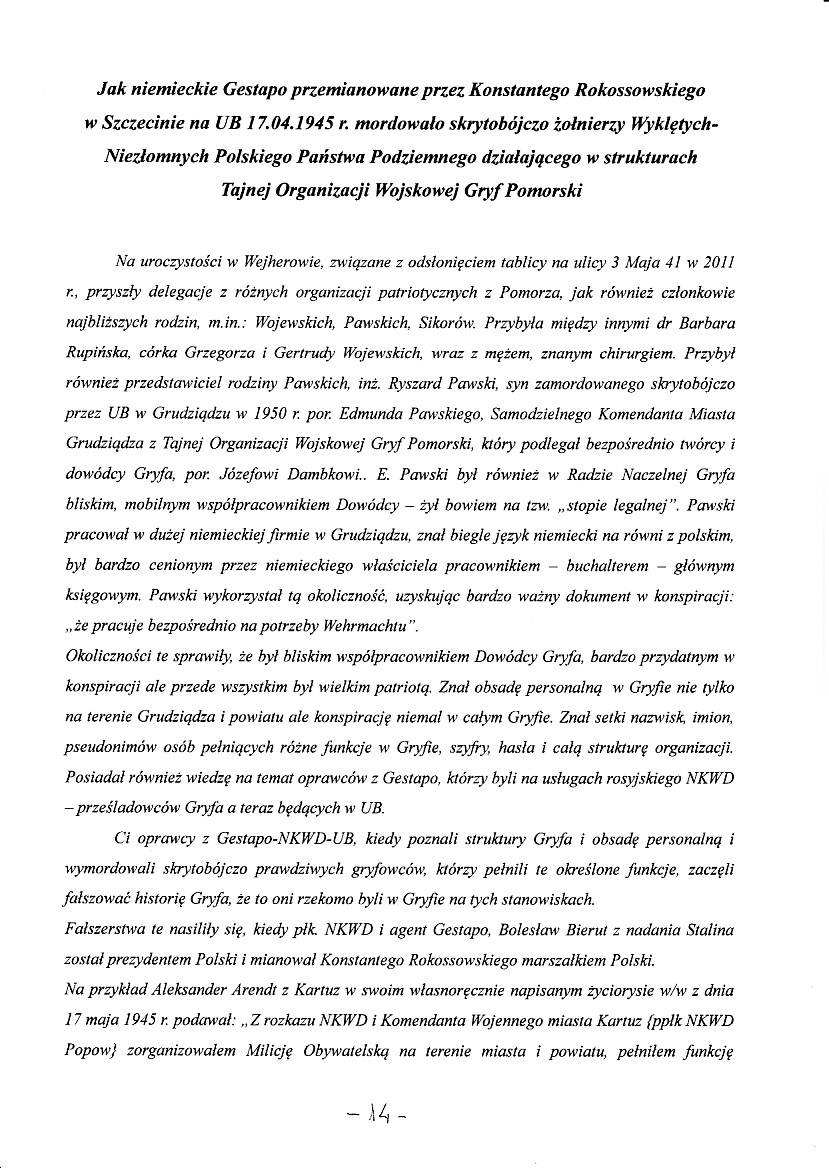 Jak niemieckie Gestapo przemianowane przez Konstantego Rokossowskiego
w Szczecinie na UB 17.04.1945 r. mordowało skrytobójczo żołnierzy Wyklętych-
Niezłomnych Polskiego Państwa Podziemnego działającego w strukturach
Tajnej Organizacji Wojskowej Gryf Pomorski
Na uroczystości w Wejherowie, związane z odsłonięciem tablicy na ulicy 3 Maja 41 w 2011
r., przyszły delegacje z różnych organizacji patriotycznych z Pomorza, jak również członkowie
najbliższych rodzin, m.in.: Wojewskich, Pawskich, Sikorów. Przybyła między innymi dr Barbara
Rupińska, córka Grzegorza i Gertrudy Wojewskich, wraz z mężem, znanym chirurgiem. Przybył
również przedstawiciel rodziny Pawskich, inż. Ryszard Pawski, syn zamordowanego skrytobójczo
przez UB w Grudziądzu w 1950 r. por. Edmunda Pawskiego, Samodzielnego Komendanta Miasta
Grudziądza z Tajnej Organizacji Wojskowej Gryf Pomorski, który podlegał bezpośrednio twórcy i
dowódcy Gryfa, por. Józefowi Dambkowi.. E. Pawski był również w Radzie Naczelnej Gryfa
bliskim, mobilnym współpracownikiem Dowódcy – żył bowiem na tzw. „stopie legalnej”. Pawski
pracował w dużej niemieckiej firmie w Grudziądzu, znał biegle język niemiecki na równi z polskim,
był bardzo cenionym przez niemieckiego właściciela pracownikiem – buchalterem – głównym
księgowym. Pawski wykorzystał tą okoliczność, uzyskując bardzo ważny dokument w konspiracji:
„że pracuje bezpośrednio na potrzeby Wehrmachtu”.
Okoliczności te sprawiły, że był bliskim współpracownikiem Dowódcy Gryfa, bardzo przydatnym w
konspiracji ale przede wszystkim był wielkim patriotą. Znał obsadę personalną w Gryfie nie tylko
na terenie Grudziądza i powiatu ale konspirację niemal w całym Gryfie. Znał setki nazwisk, imion,
pseudonimów osób pełniących różne funkcje w Gryfie, szyfry, hasła i całą strukturę organizacji.
Posiadał również wiedzę na temat oprawców z Gestapo, którzy byli na usługach rosyjskiego NKWD
– prześladowców Gryfa a teraz będących w UB.
Ci oprawcy z Gestapo-NKWD-UB, kiedy poznali struktury Gryfa i obsadę personalną i
wymordowali skrytobójczo prawdziwych gryfowców, którzy pełnili te określone funkcje, zaczęli
fałszować historię Gryfa, że to oni rzekomo byli w Gryfie na tych stanowiskach.
Fałszerstwa te nasiliły się, kiedy płk. NKWD i agent Gestapo, Bolesław Bierut z nadania Stalina
został prezydentem Polski i mianował Konstantego Rokossowskiego marszałkiem Polski.
Na przykład Aleksander Arendt z Kartuz w swoim własnoręcznie napisanym życiorysie w/w z dnia
17 maja 1945 r. podawał: „Z rozkazu NKWD i Komendanta Wojennego miasta Kartuz {ppłk NKWD
Popow} zorganizowałem Milicję Obywatelską na terenie miasta i powiatu, pełniłem funkcję
– 14 –